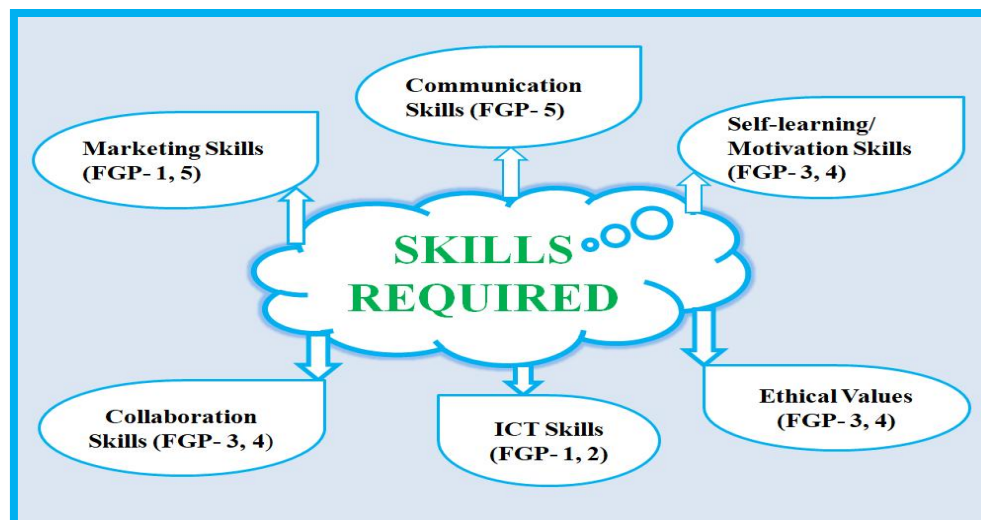 Communication
Skills (FGP- 5)
Marketing Skills
(FGP- 1, 5)
Self-learning/
Motivation Skills
(FGP- 3, 4)
SKILLS
REQUIRED
Collaboration
Skills (FGP- 3, 4)
ICT Skills
(FGP- 1, 2)
Ethical Values
(FGP- 3, 4)